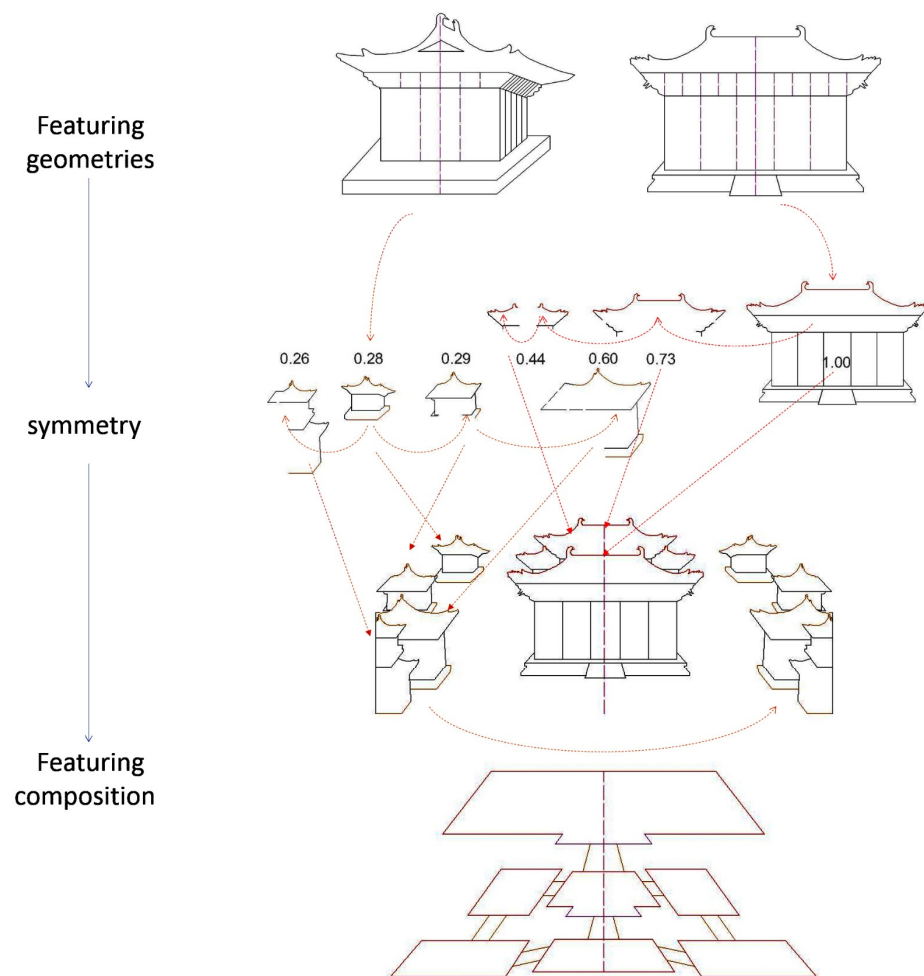 Featuring
geometries
0.26 0.28 0.29 0.44 0.60 0.73 1.00
symmetry
Featuring
composition